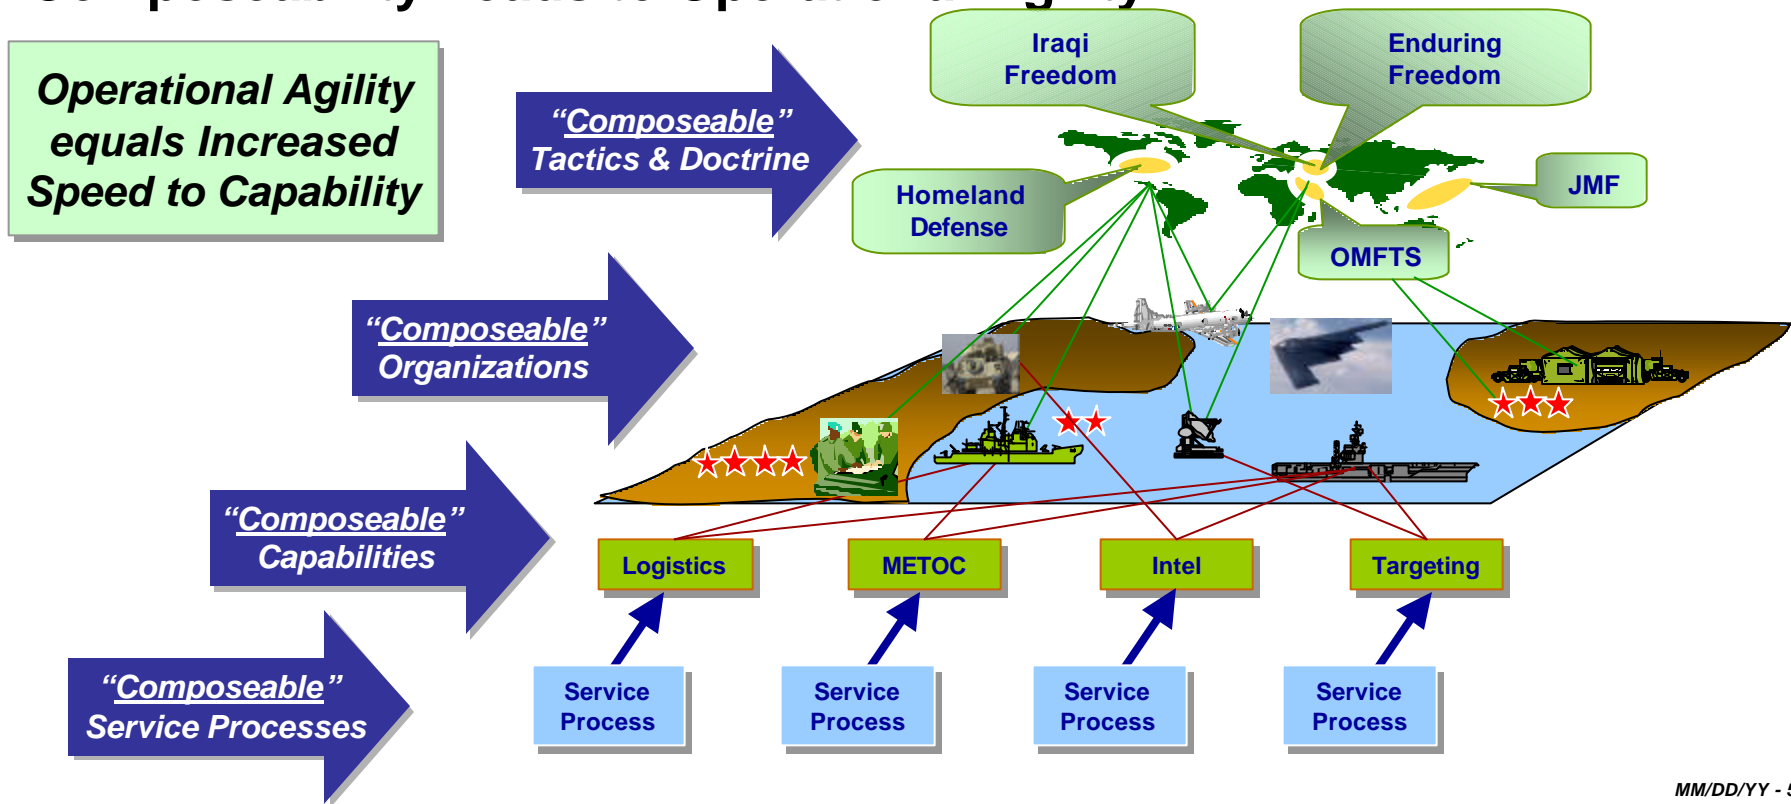 Operational Agility
equals Increased
Speed to Capability
“Composeable”
Tactics & Doctrine
Iraqi
Freedom
Enduring
Freedom
Homeland
Defense
JMF
OMFTS
“Composeable”
Organizations
“Composeable”
Capabilities
Logistics
METOC
Intel
Targeting
“Composeable”
Service Processes
Service
Process
Service
Process
Service
Process
Service
Process
MM/DD/YY - 5